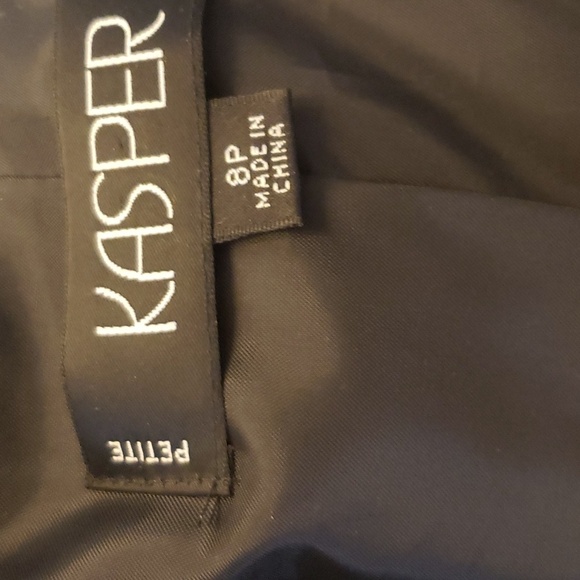 KASPER
PETITE
8P
MADE IN
CHINA